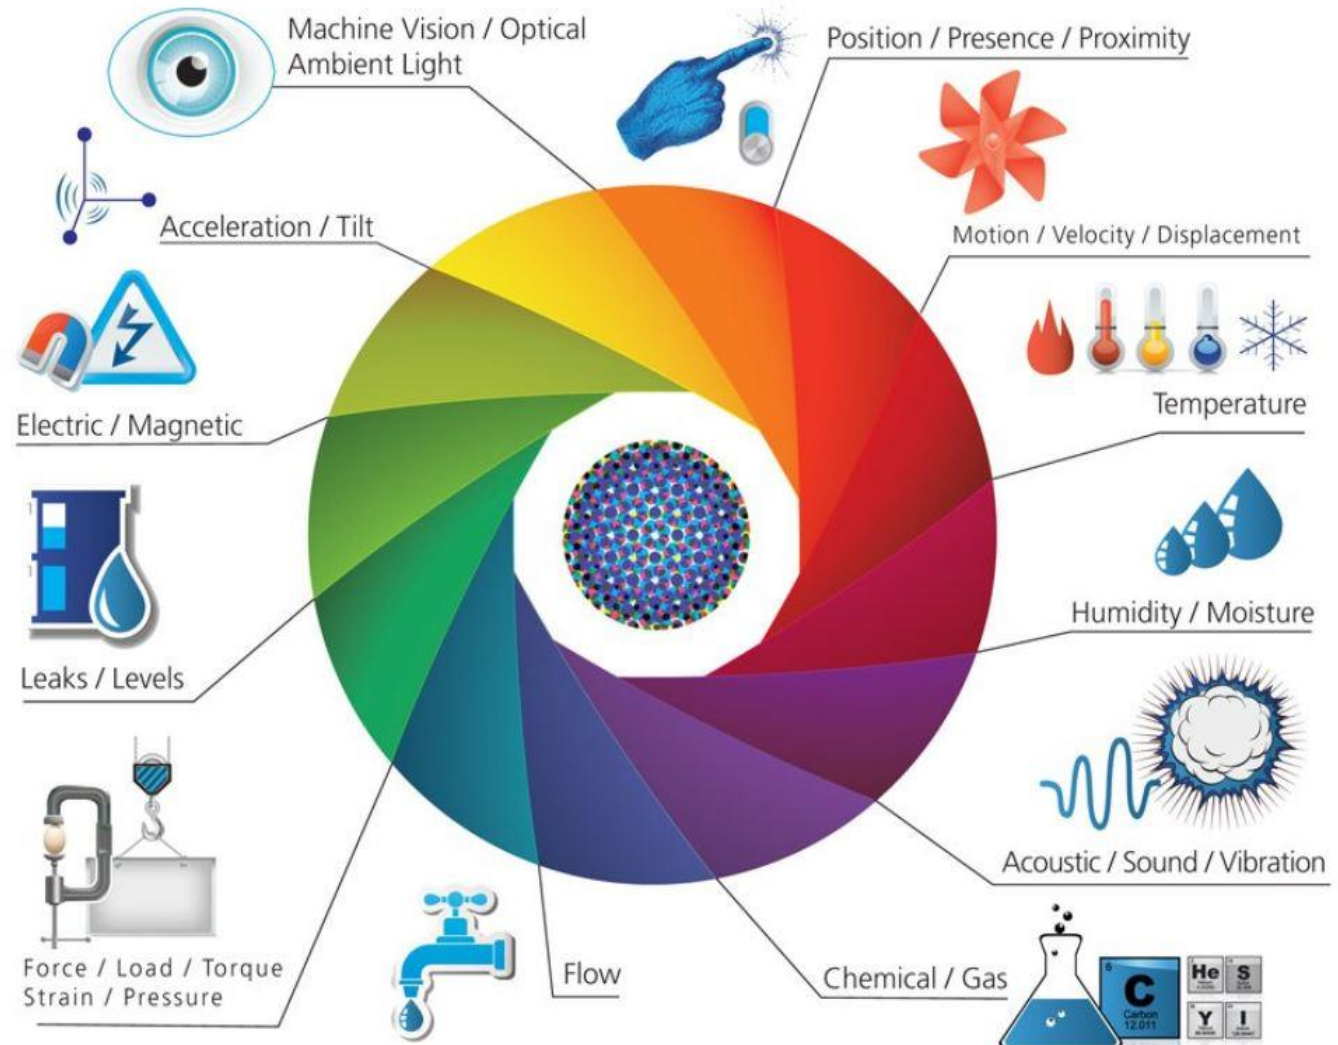 Machine Vision / Optical
Ambient Light
Position / Presence / Proximity
Acceleration / Tilt
Motion / Velocity / Displacement
Electric / Magnetic
Temperature
Humidity / Moisture
Leaks / Levels
Acoustic / Sound / Vibration
Force / Load / Torque
Strain / Pressure
Flow
Chemical / Gas
6
C
Carbon
12.011
He
S
Y
I